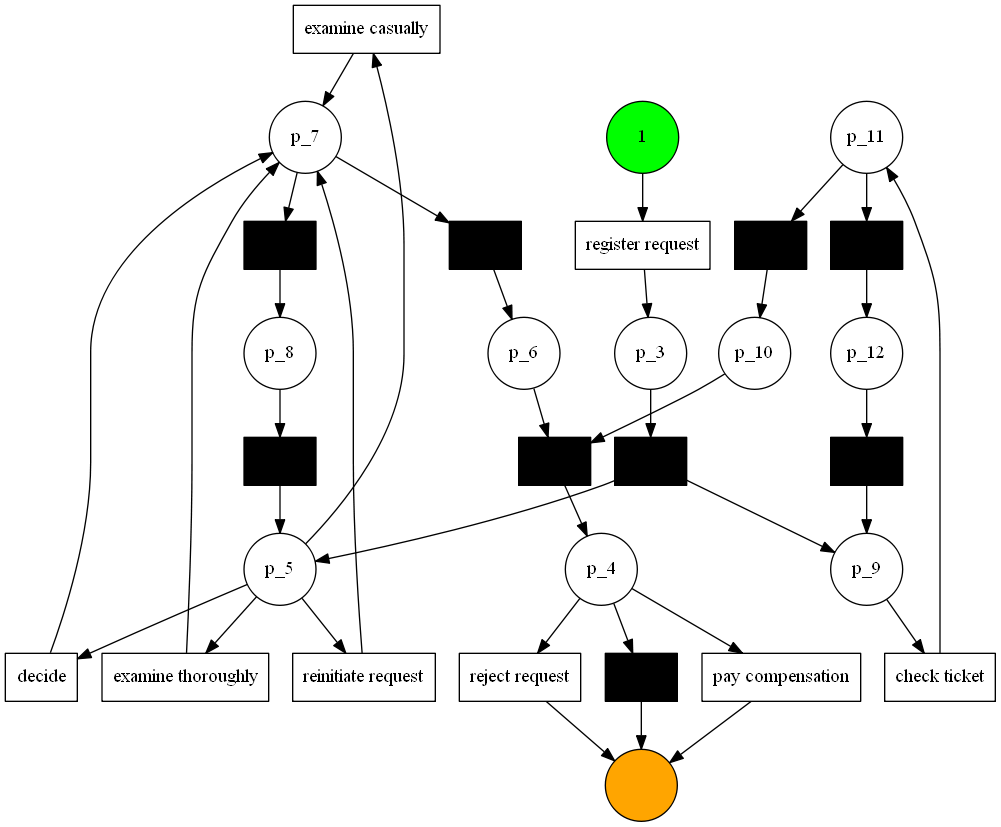 examine casually
p_7
1
p_11
register request
p_8
p_6
p_3
p_10
p_12
p_5
p_4
p_9
decide
examine thoroughly
reinitiate request
reject request
pay compensation
check ticket